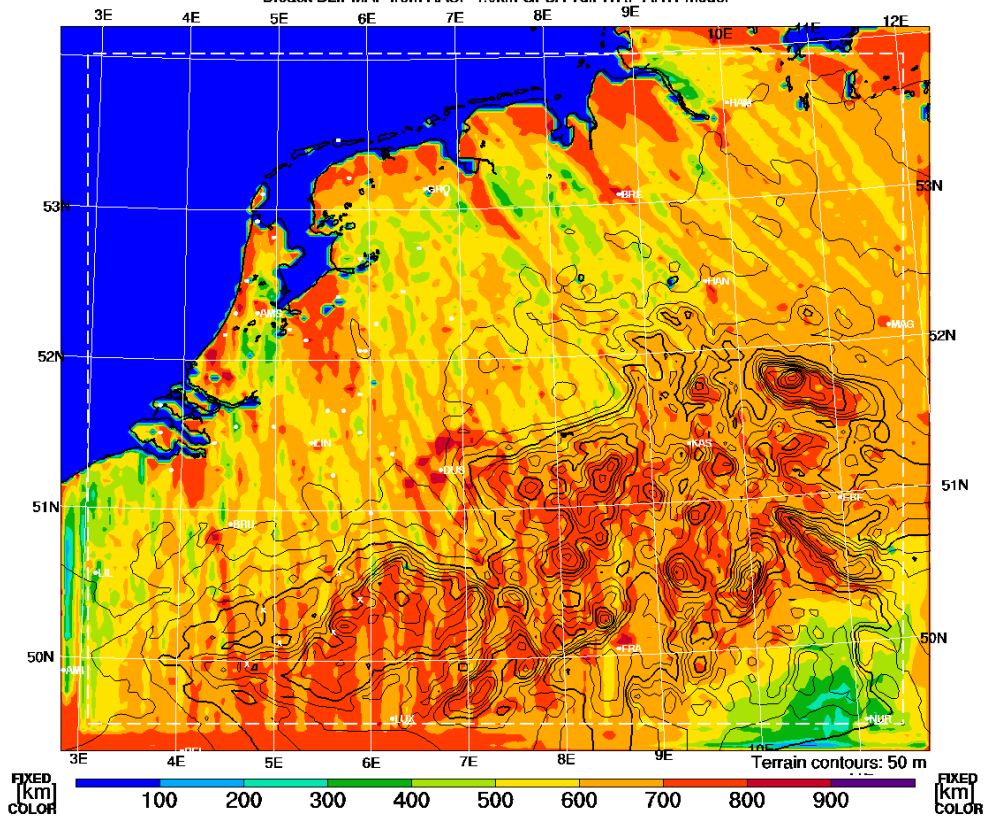 3E 4E 5E 6E 7E 8E 9E 10E 11E 12E
HAM
53N GRO BRE 53N
HAN
AMS MAG
52N 52N
LIN KAS
DUS
51N ERF 51N
BRU
LIL
50N AMI FRA 50N
LUX NUR
3E 4E 5E 6E 7E 8E 9E
Terrain contours: 50 m
FIXED [km] COLOR 100 200 300 400 500 600 700 800 900 FIXED [km] COLOR